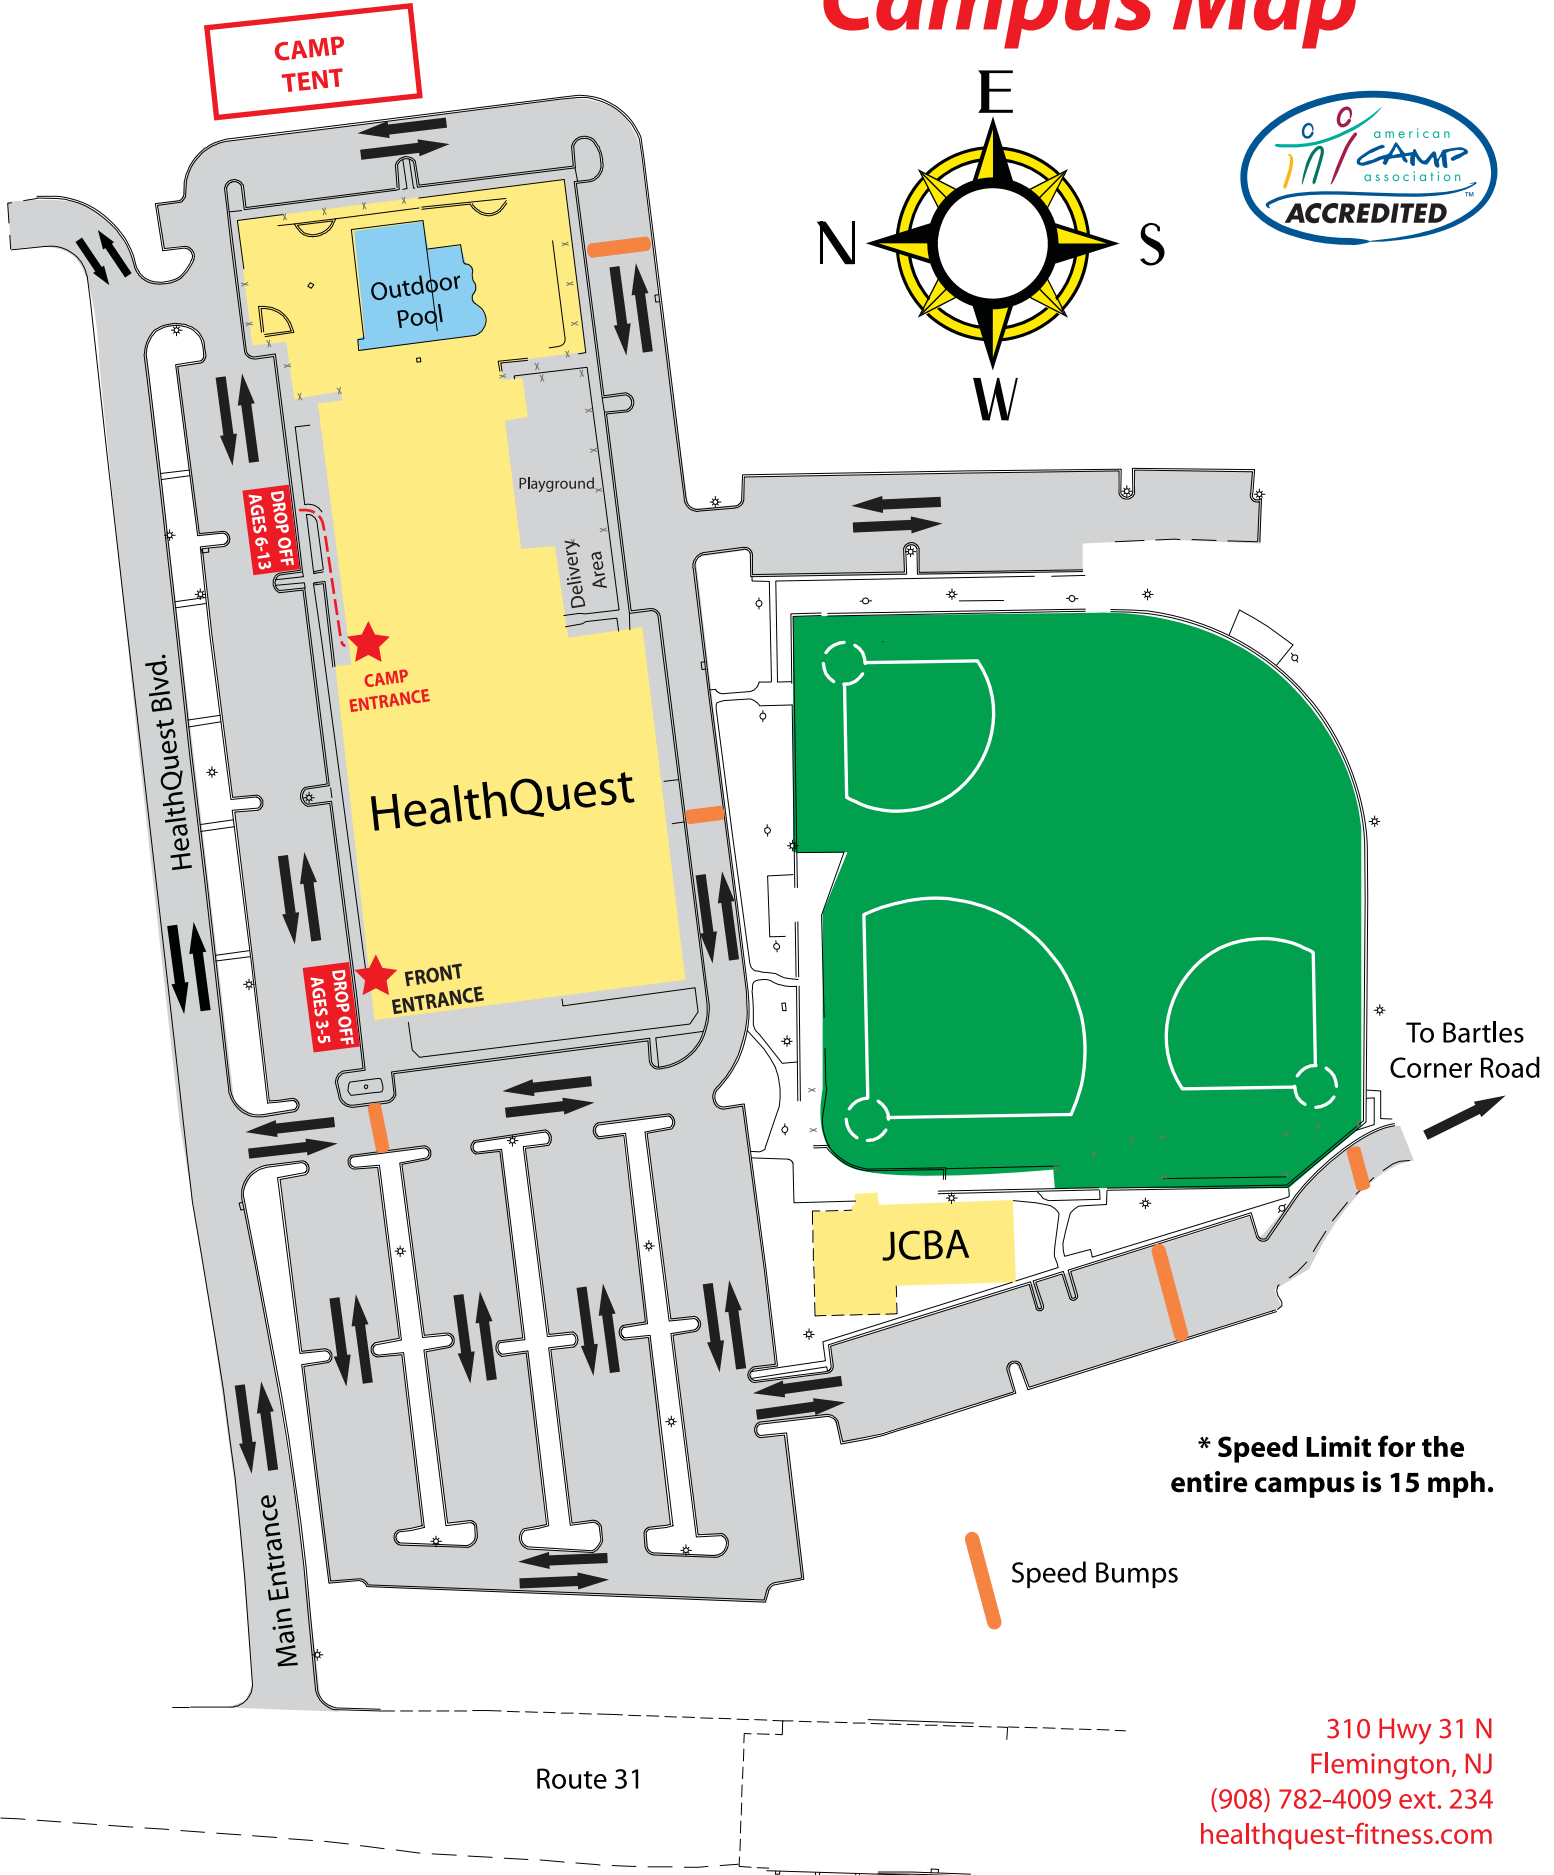 Campus Map
CAMP
TENT
E
N
S
W
american
CAMP
association
TM
ACCREDITED
Outdoor
Pool
Playground
Delivery
Area
DROP OFF
AGES 6-13
CAMP
ENTRANCE
HealthQuest Blvd.
HealthQuest
FRONT
ENTRANCE
DROP OFF
AGES 3-5
To Bartles
Corner Road
JCBA
* Speed Limit for the
entire campus is 15 mph.
Speed Bumps
Main Entrance
Route 31
310 Hwy 31 N
Flemington, NJ
(908) 782-4009 ext. 234
healthquest-fitness.com